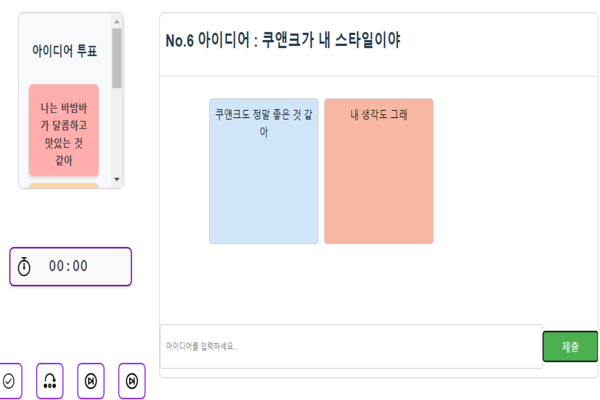 아이디어 투표
나는 바밤바
가 달콤하고
맛있는 것
같아
00:00
No.6 아이디어 : 쿠앤크가 내 스타일이야
쿠앤크도 정말 좋은 것 같
아
내 생각도 그래
아이디어를 입력하세요...
제출